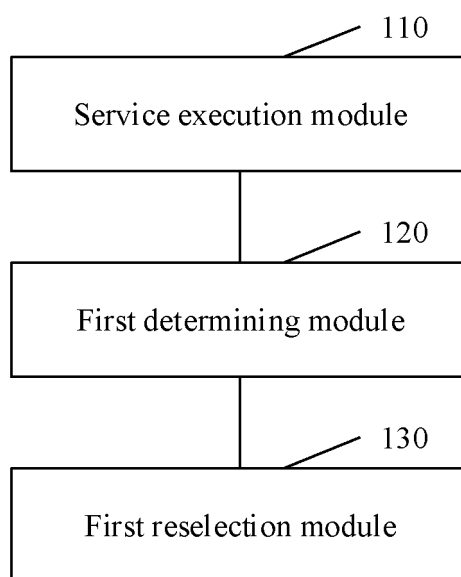 110
Service execution module
120
First determining module
130
First reselection module